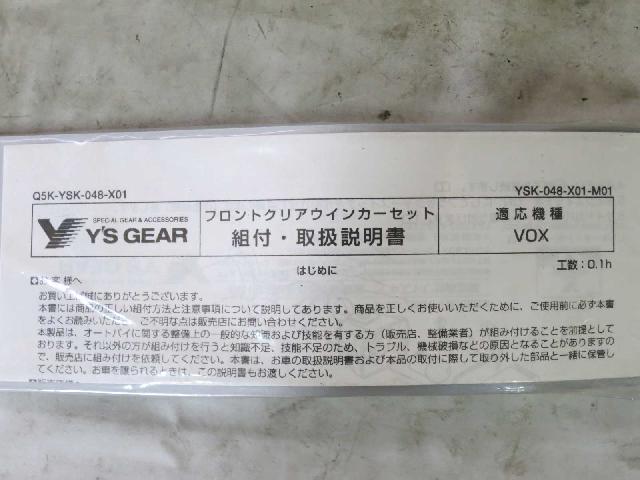 Q5K-YSK-048-X01
YSK-048-X01-M01
SPECIAL GEAR & ACCESSORIES
Y'S GEAR
フロントクリアウインカーセット
組付・取扱説明書
適応機種
VOX
はじめに
工数：0.1h
お客様へ
お買い上げ誠にありがとうございます。
本書には商品の正しい組付方法と注意事項について説明してあります。商品を正しくお使いいただくために、ご使用前に必ず本書
をよくお読みいただき、ご不明な点は販売店にお問い合わせください。
本製品は、オートバイに関する整備上の一般的な知識および技能を有する方（販売店、整備業者）が組み付けることを前提として
おります。それ以外の方が組み付けを行うと知識不足、技能不足のため、トラブル、機械破損などの原因となることがありますの
で、販売店に組み付けを依頼してください。本書は、お車の取扱説明書および本品の取付に際して取り外した部品と一緒に保管し
てください。お車を譲られるときは、この説明書もお渡しください。